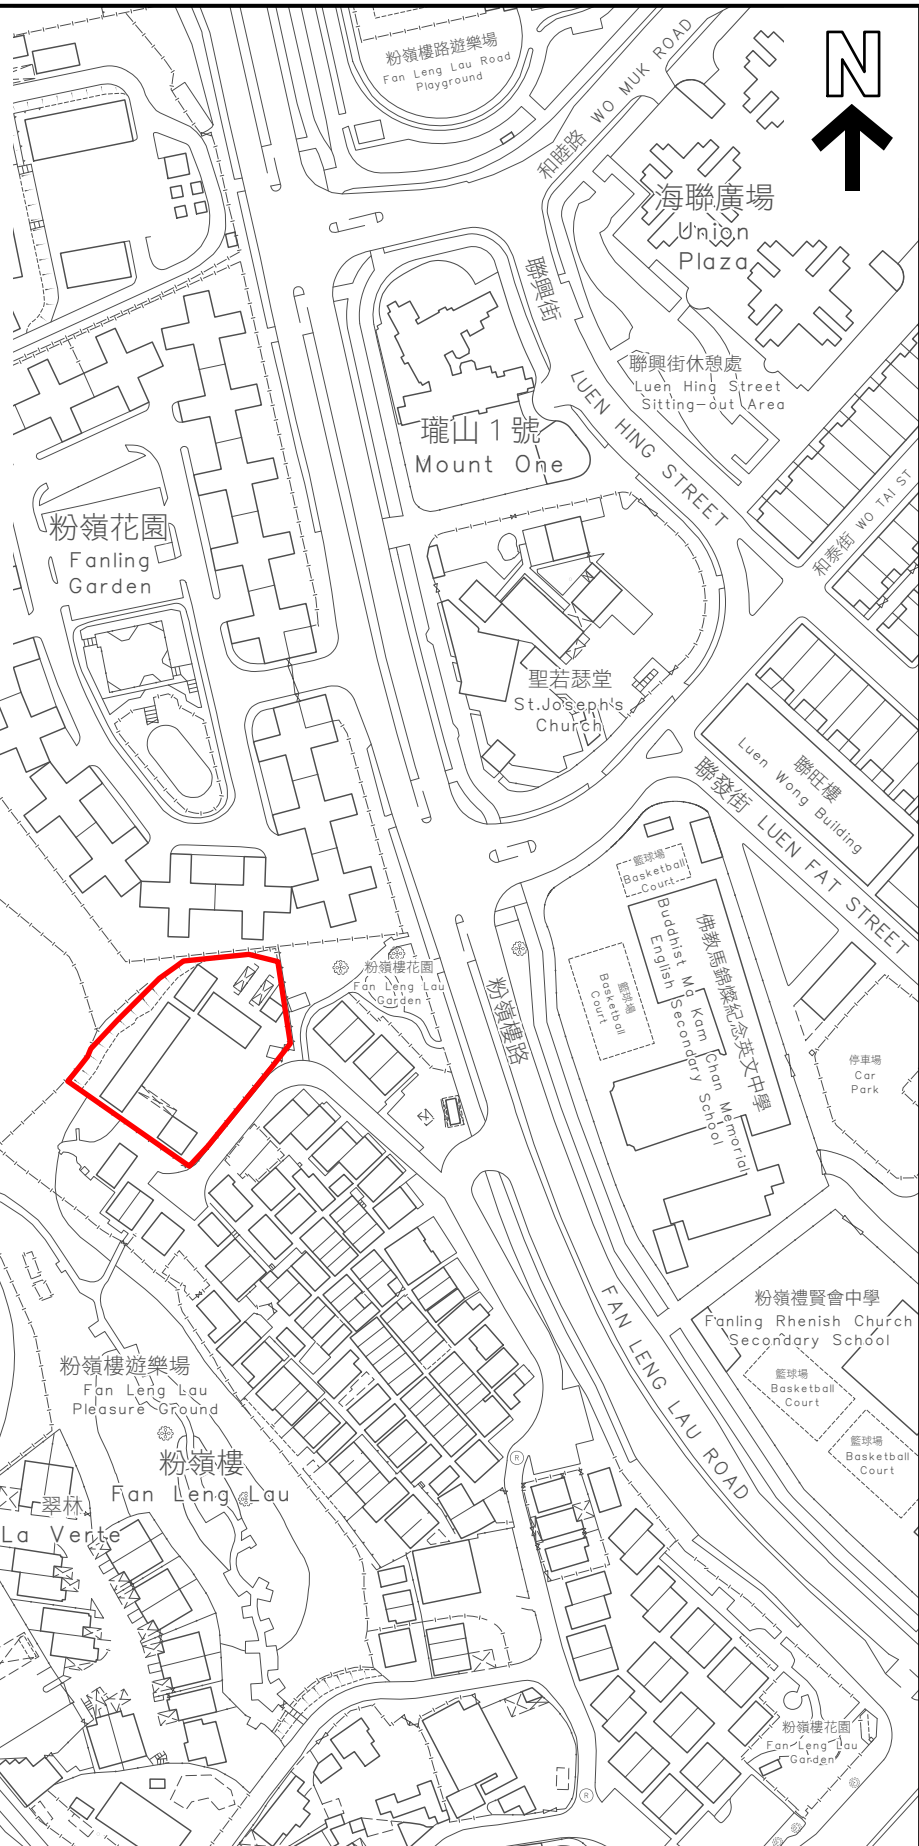 粉嶺樓路遊樂場
Fan Leng Lau Road
Playground
N
和睦路 WO MUK ROAD
海聯廣場
Union
Plaza
聯興街
LUEN HING STREET
聯興街休憩處
Luen Hing Street
Sitting-out Area
瓏山1號
Mount One
和泰街 WO TAI ST
粉嶺花園
Fanling
Garden
聖若瑟堂
St.Joseph's
Church
聯旺樓
Luen Wong Building
聯發街 LUEN FAT STREET
籃球場
Basketball
Court
佛教馬錦燦紀念英文中學
Buddhist Ma Kam Chan Memorial
English Secondary School
籃球場
Basketball
Court
粉嶺樓花園
Fan Leng Lau
Garden
粉嶺樓路
FAN LENG LAU ROAD
停車場
Car
Park
粉嶺禮賢會中學
Fanling Rhenish Church
Secondary School
籃球場
Basketball
Court
籃球場
Basketball
Court
粉嶺樓遊樂場
Fan Leng Lau
Pleasure Ground
粉嶺樓
Fan Leng Lau
翠林
La Verte
R
粉嶺樓花園
Fan Leng Lau
Garden
R